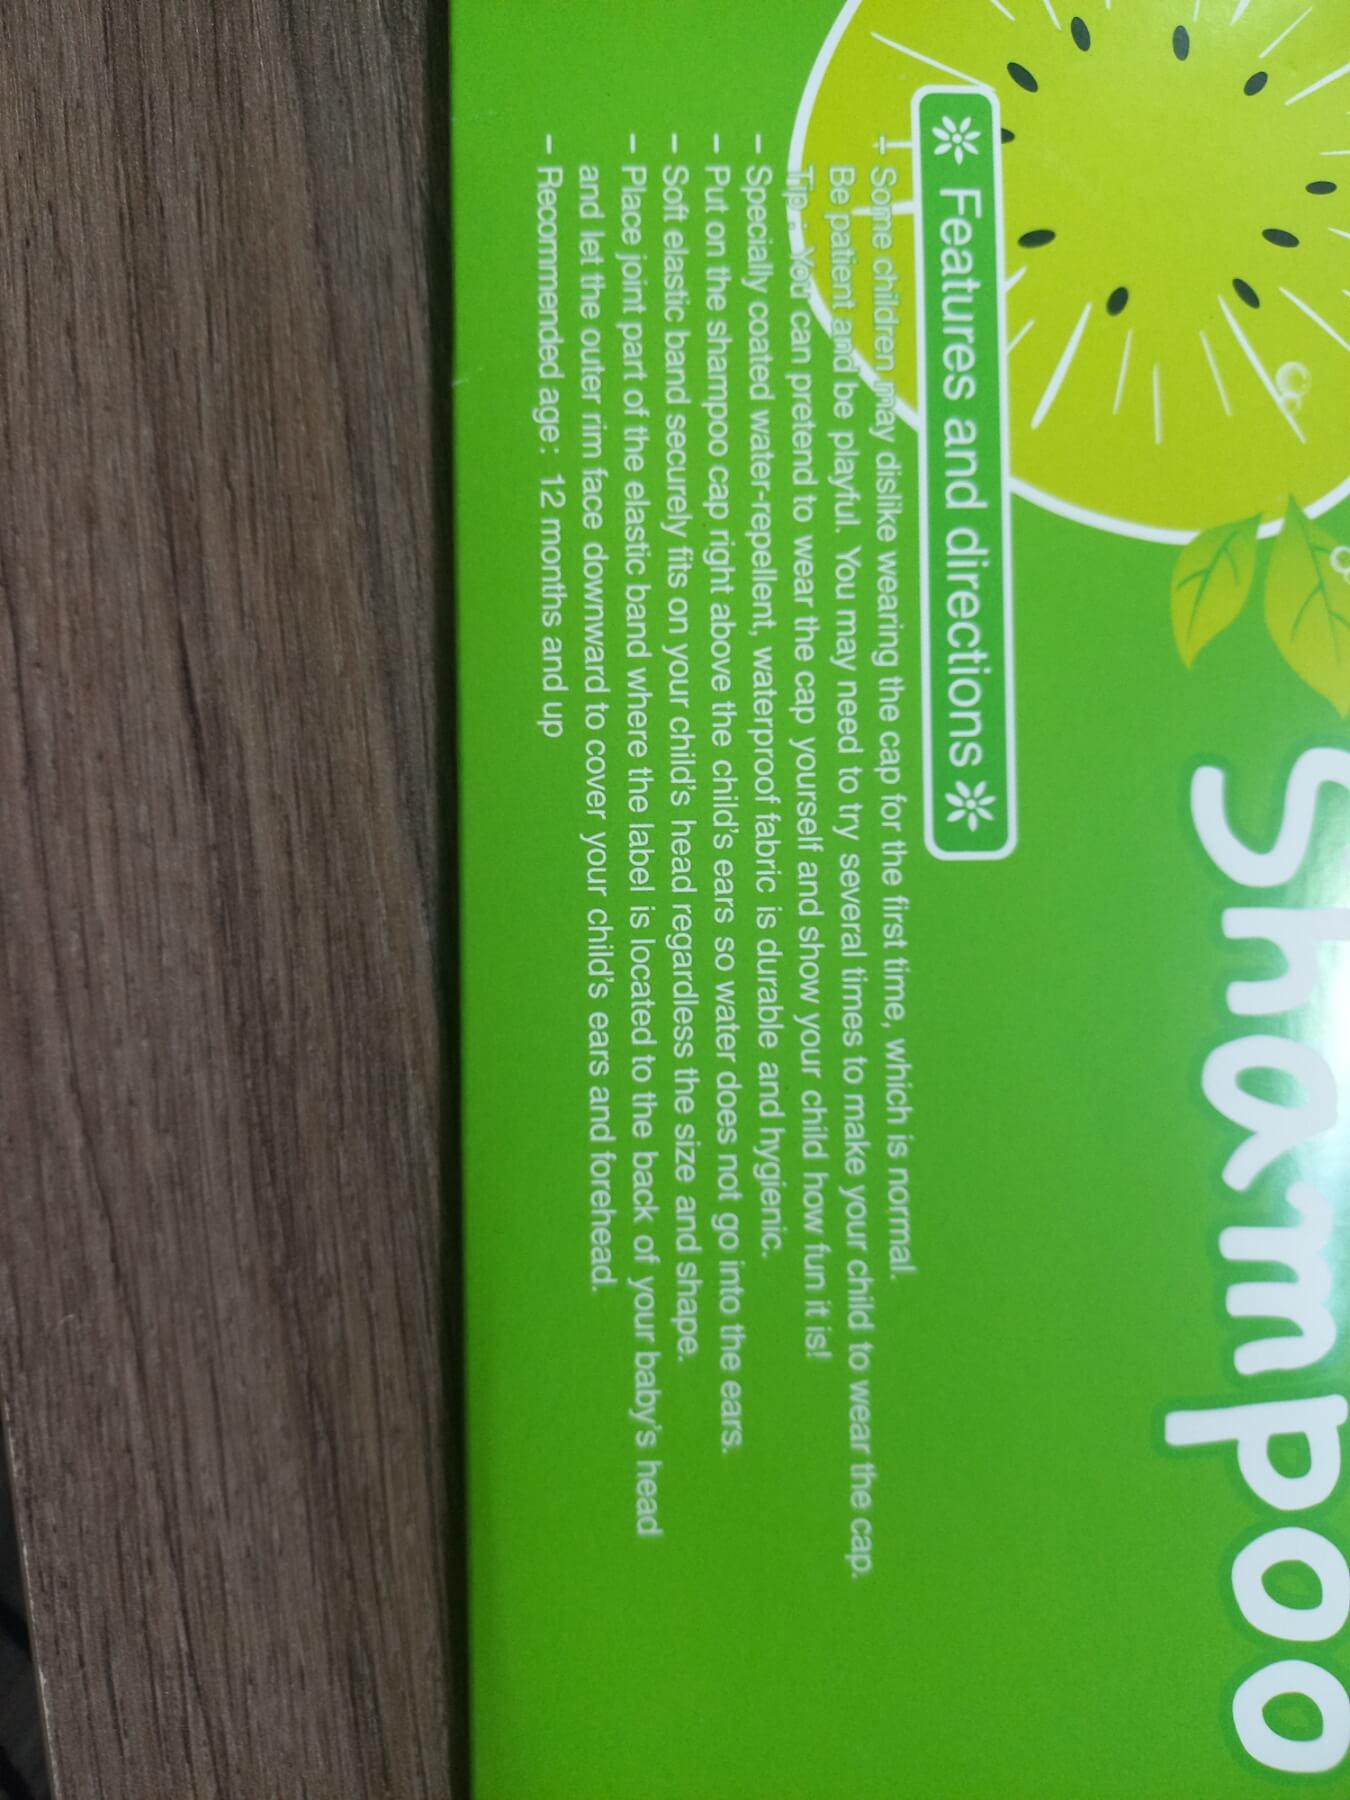 Shampoo
Features and directions
- Some children may dislike wearing the cap for the first time, which is normal.
Be patient and be playful. You may need to try several times to make your child to wear the cap.
Tip : You can pretend to wear the cap yourself and show your child how fun it is!
- Specially coated water-repellent, waterproof fabric is durable and hygienic.
- Put on the shampoo cap right above the child's ears so water does not go into the ears.
- Soft elastic band securely fits on your child's head regardless the size and shape.
- Place joint part of the elastic band where the label is located to the back of your baby's head
and let the outer rim face downward to cover your child's ears and forehead.
- Recommended age : 12 months and up